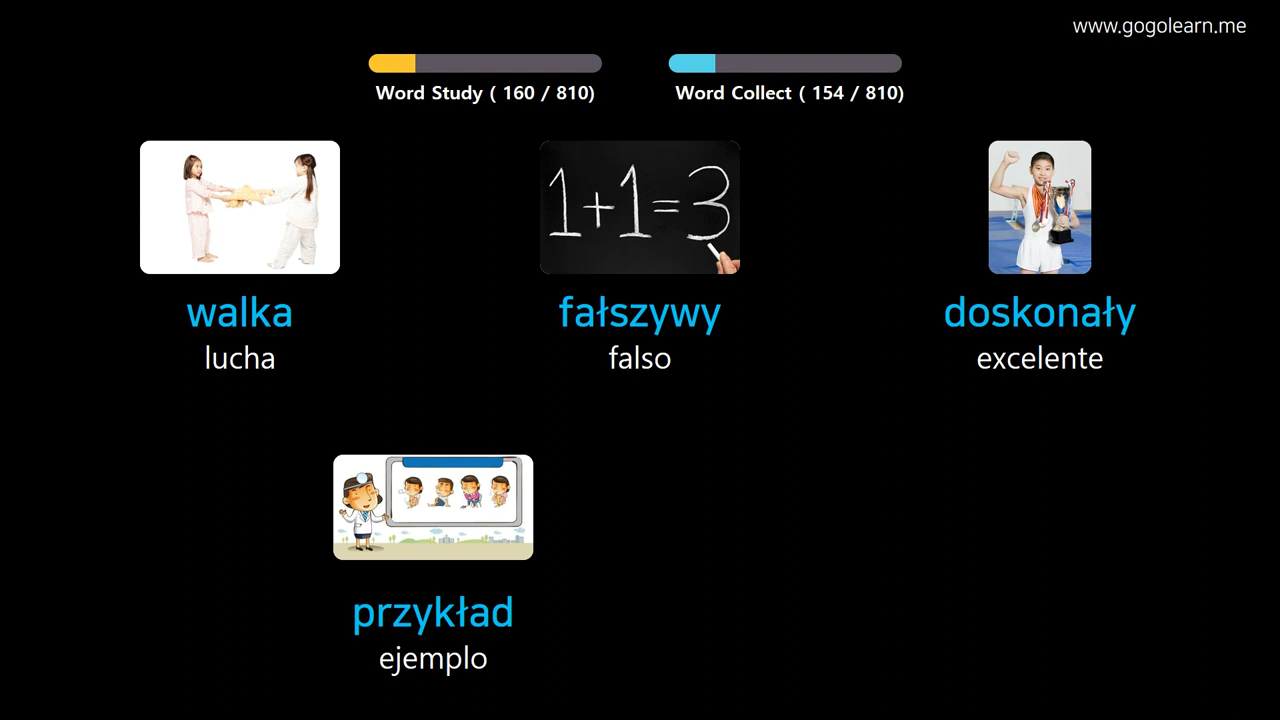 www.gogolearn.me
Word Study ( 160 / 810)
Word Collect ( 154 / 810)
1+1=3
walka
lucha
fałszywy
falso
doskonały
excelente
przykład
ejemplo